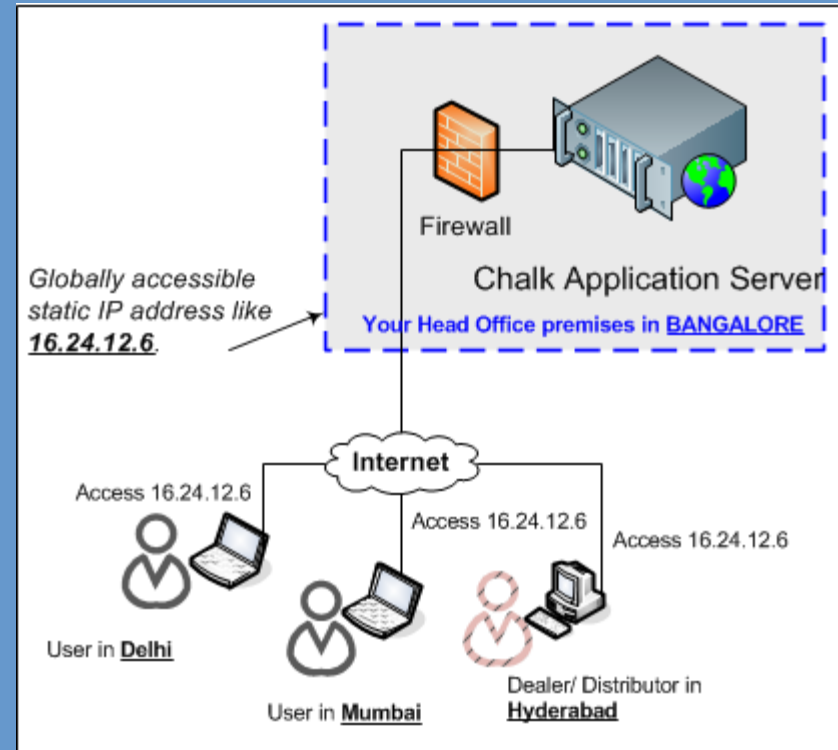 Firewall
Chalk Application Server
Your Head Office premises in BANGALORE
Globally accessible
static IP address like
16.24.12.6.
Internet
Access 16.24.12.6
Access 16.24.12.6
Access 16.24.12.6
User in Delhi
User in Mumbai
Dealer/ Distributor in
Hyderabad